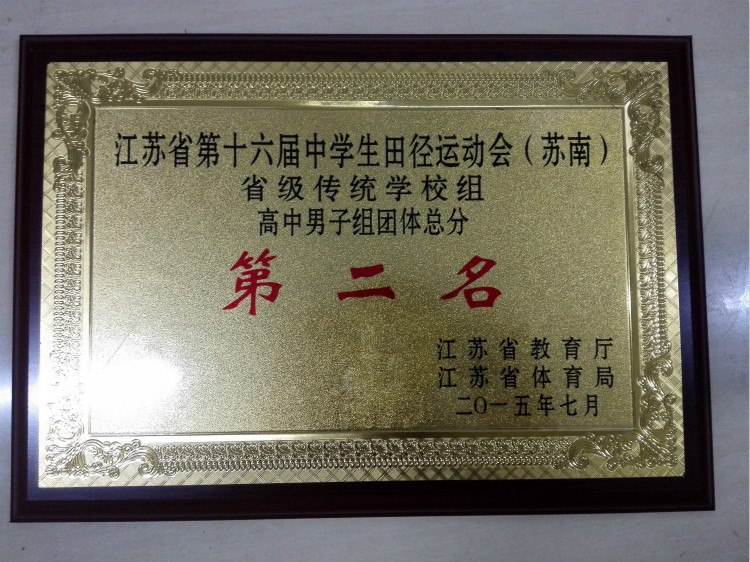 江苏省第十六届中学生田径运动会（苏南）
省级传统学校组
高中男子组团体总分
第二名
江苏省教育厅
江苏省体育局
二〇一五年七月